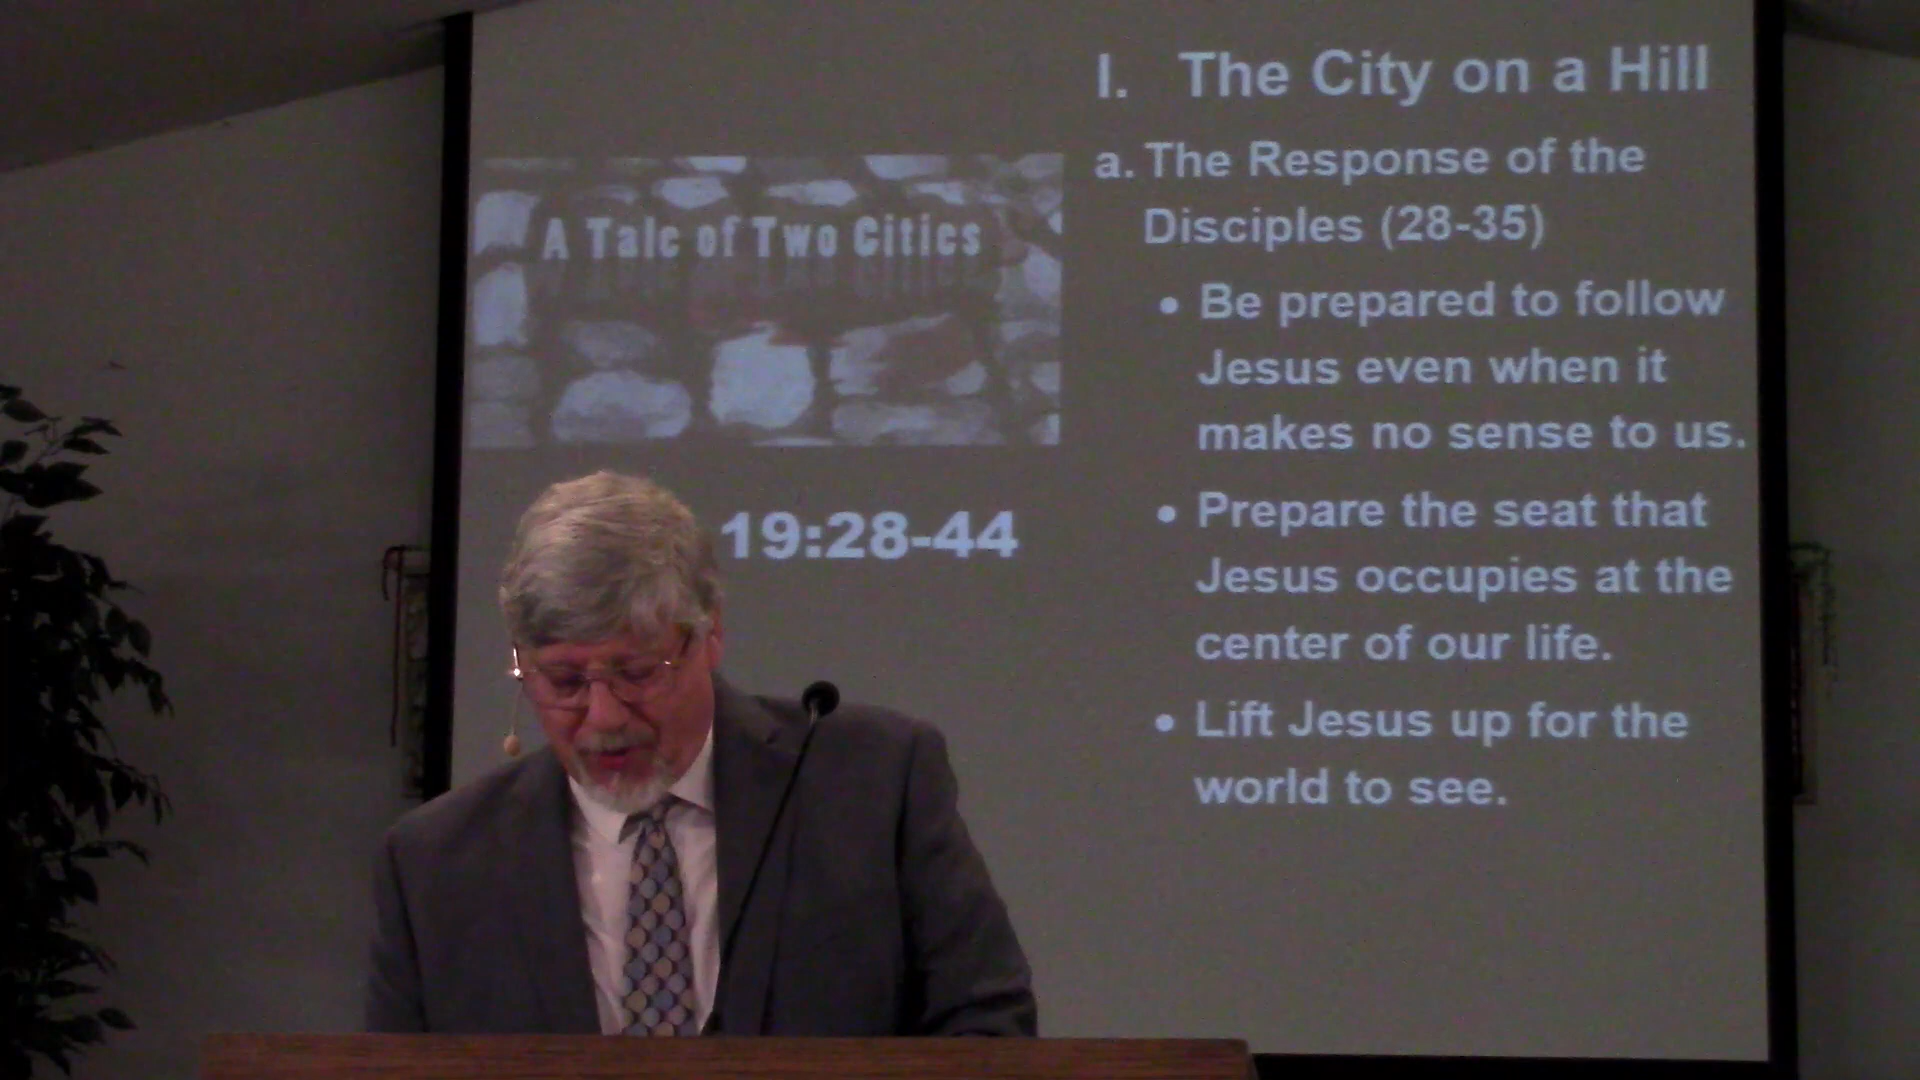 A Tale of Two Cities
19:28-44
I. The City on a Hill
a. The Response of the
Disciples (28-35)
• Be prepared to follow
Jesus even when it
makes no sense to us.
• Prepare the seat that
Jesus occupies at the
center of our life.
• Lift Jesus up for the
world to see.